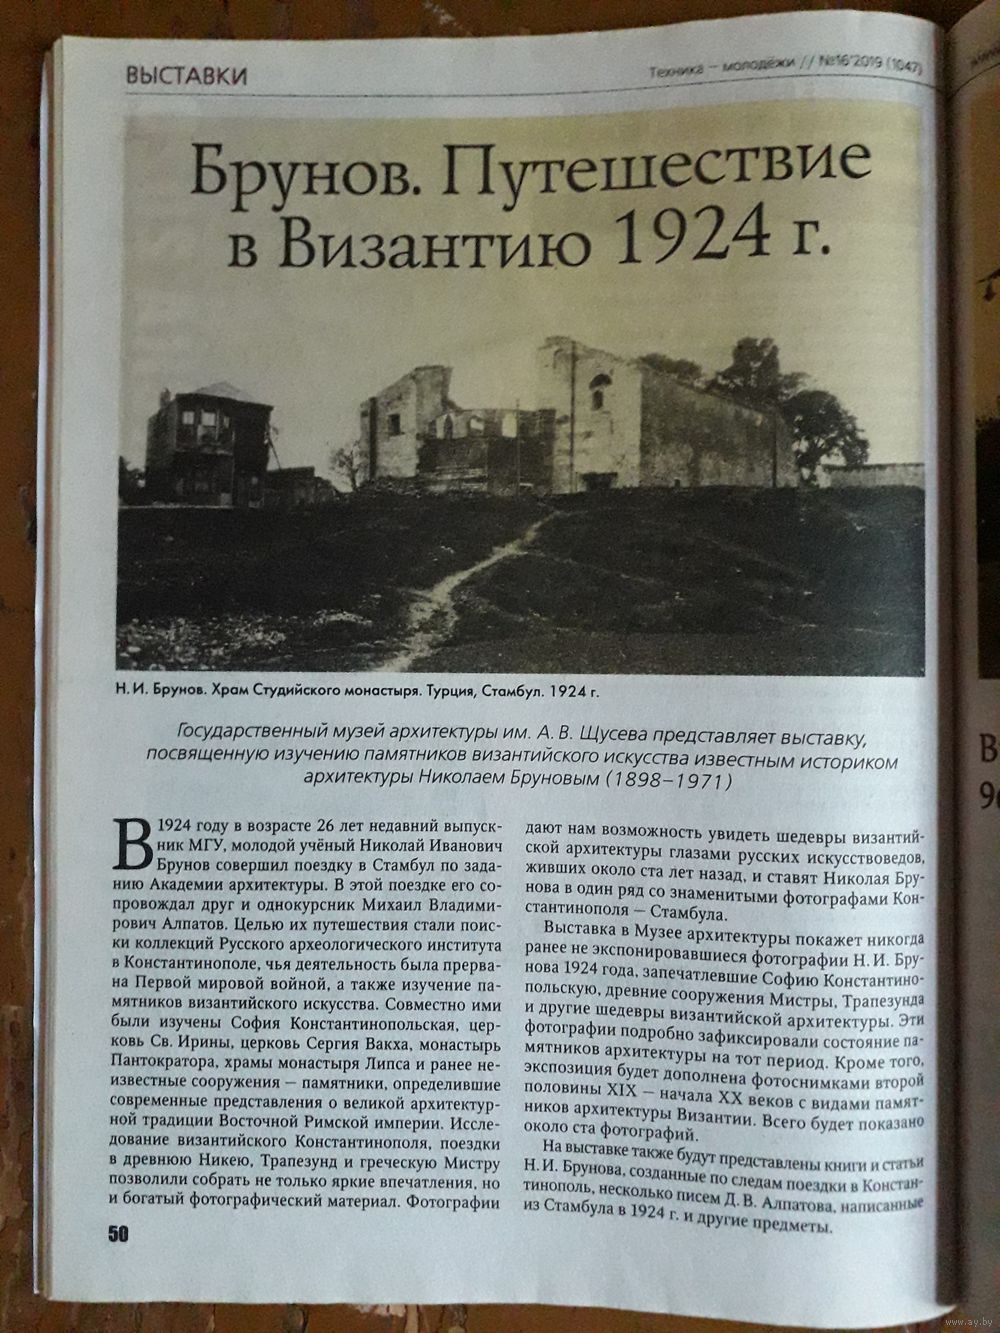 ВЫСТАВКИ
Техника – молодёжи // №16'2019 (1047)
Брунов. Путешествие
в Византию 1924 г.
Н. И. Брунов. Храм Студийского монастыря. Турция, Стамбул. 1924 г.
Государственный музей архитектуры им. А. В. Щусева представляет выставку,
посвященную изучению памятников византийского искусства известным историком
архитектуры Николаем Бруновым (1898–1971)
В 1924 году в возрасте 26 лет недавний выпуск-
ник МГУ, молодой учёный Николай Иванович
Брунов совершил поездку в Стамбул по зада-
нию Академии архитектуры. В этой поездке его со-
провождал друг и однокурсник Михаил Владими-
рович Алпатов. Целью их путешествия стали поис-
ки коллекций Русского археологического института
в Константинополе, чья деятельность была прерва-
на Первой мировой войной, а также изучение па-
мятников византийского искусства. Совместно ими
были изучены София Константинопольская, цер-
ковь Св. Ирины, церковь Сергия Вакха, монастырь
Пантократора, храмы монастыря Липса и ранее не-
известные сооружения – памятники, определившие
современные представления о великой архитектур-
ной традиции Восточной Римской империи. Иссле-
дование византийского Константинополя, поездки
в древнюю Никею, Трапезунд и греческую Мистру
позволили собрать не только яркие впечатления, но
и богатый фотографический материал. Фотографии
дают нам возможность увидеть шедевры византий-
ской архитектуры глазами русских искусствоведов,
живших около ста лет назад, и ставят Николая Бру-
нова в один ряд со знаменитыми фотографами Кон-
стантинополя – Стамбула.
Выставка в Музее архитектуры покажет никогда
ранее не экспонировавшиеся фотографии Н. И. Бру-
нова 1924 года, запечатлевшие Софию Константино-
польскую, древние сооружения Мистры, Трапезунда
и другие шедевры византийской архитектуры. Эти
фотографии подробно зафиксировали состояние па-
мятников архитектуры на тот период. Кроме того,
экспозиция будет дополнена фотоснимками второй
половины XIX – начала XX веков с видами памят-
ников архитектуры Византии. Всего будет показано
около ста фотографий.
На выставке также будут представлены книги и статьи
Н. И. Брунова, созданные по следам поездки в Констан-
тинополь, несколько писем Д. В. Алпатова, написанные
из Стамбула в 1924 г. и другие предметы.
50
В
9
www.ay.by